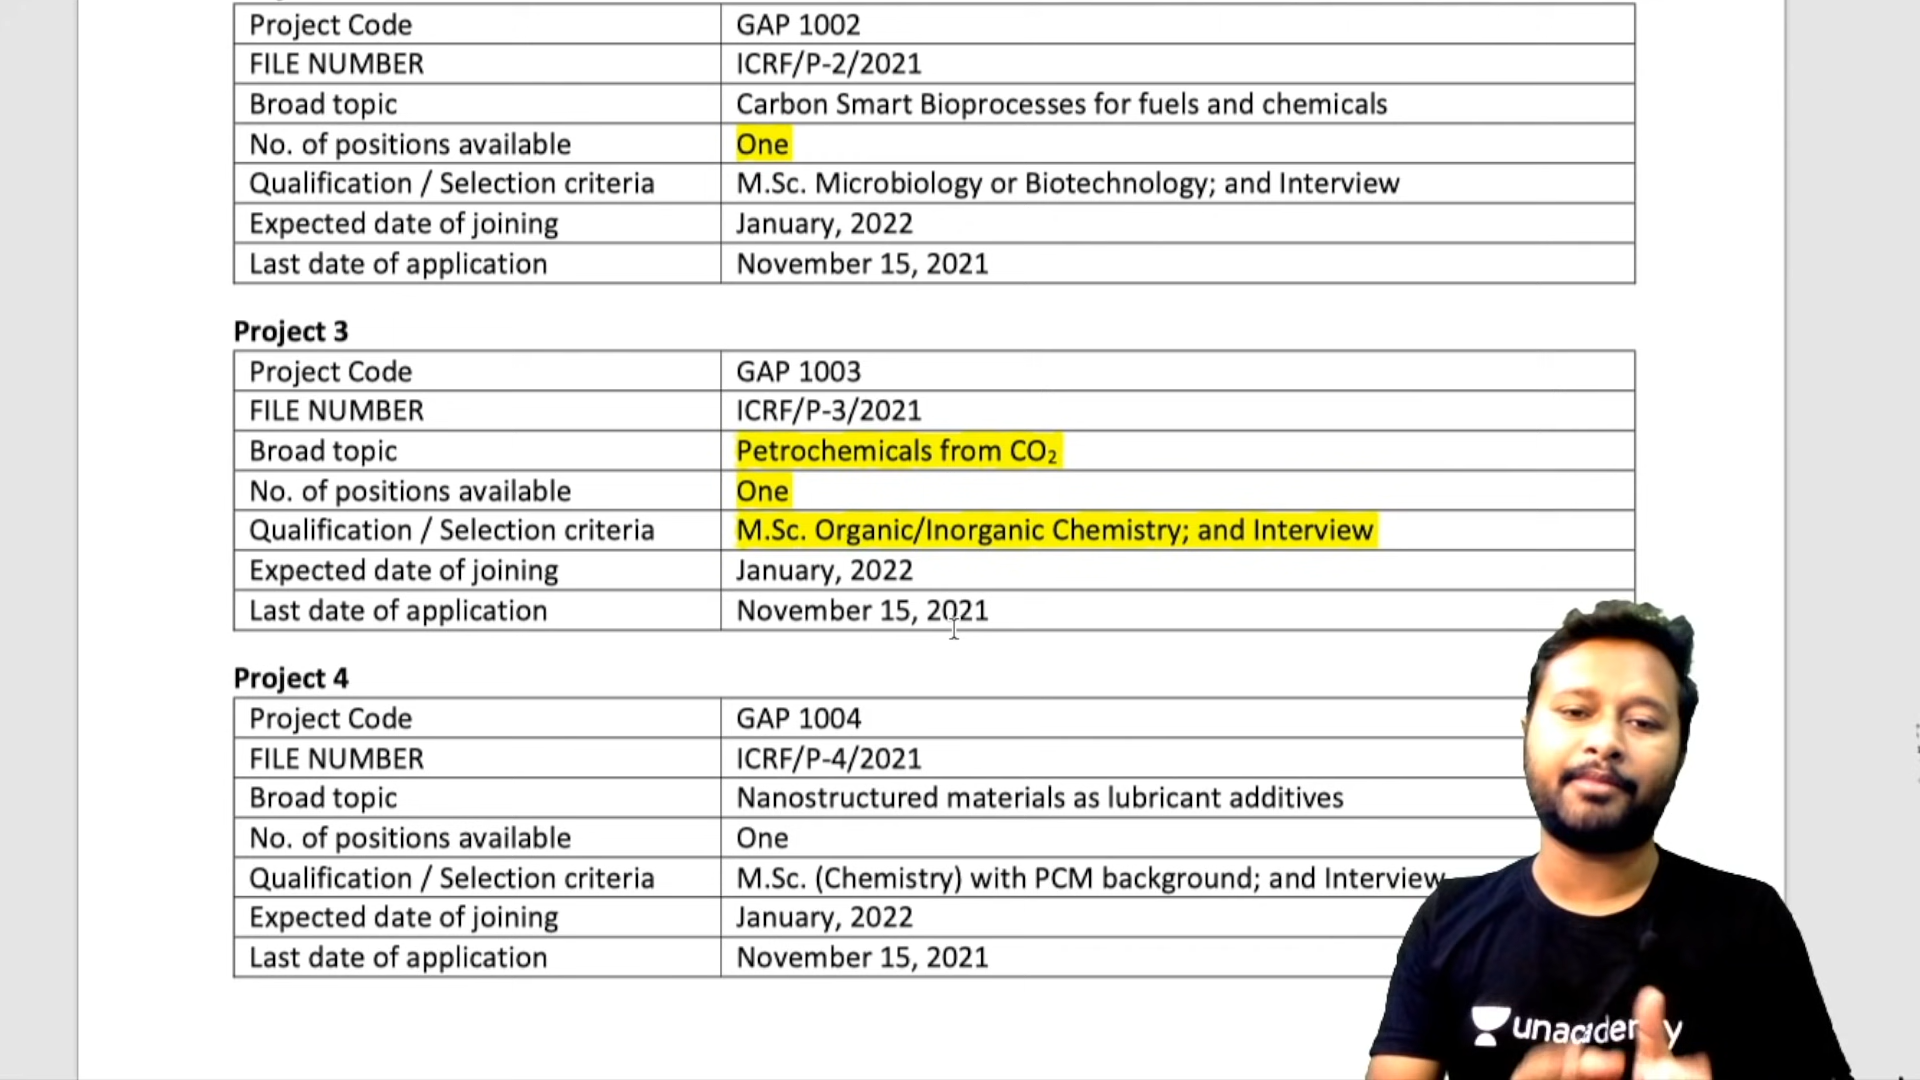 Project Code GAP 1002
FILE NUMBER ICRF/P-2/2021
Broad topic Carbon Smart Bioprocesses for fuels and chemicals
No. of positions available One
Qualification / Selection criteria M.Sc. Microbiology or Biotechnology; and Interview
Expected date of joining January, 2022
Last date of application November 15, 2021
Project 3
Project Code GAP 1003
FILE NUMBER ICRF/P-3/2021
Broad topic Petrochemicals from CO₂
No. of positions available One
Qualification / Selection criteria M.Sc. Organic/Inorganic Chemistry; and Interview
Expected date of joining January, 2022
Last date of application November 15, 2021
Project 4
Project Code GAP 1004
FILE NUMBER ICRF/P-4/2021
Broad topic Nanostructured materials as lubricant additives
No. of positions available One
Qualification / Selection criteria M.Sc. (Chemistry) with PCM background; and Interview
Expected date of joining January, 2022
Last date of application November 15, 2021